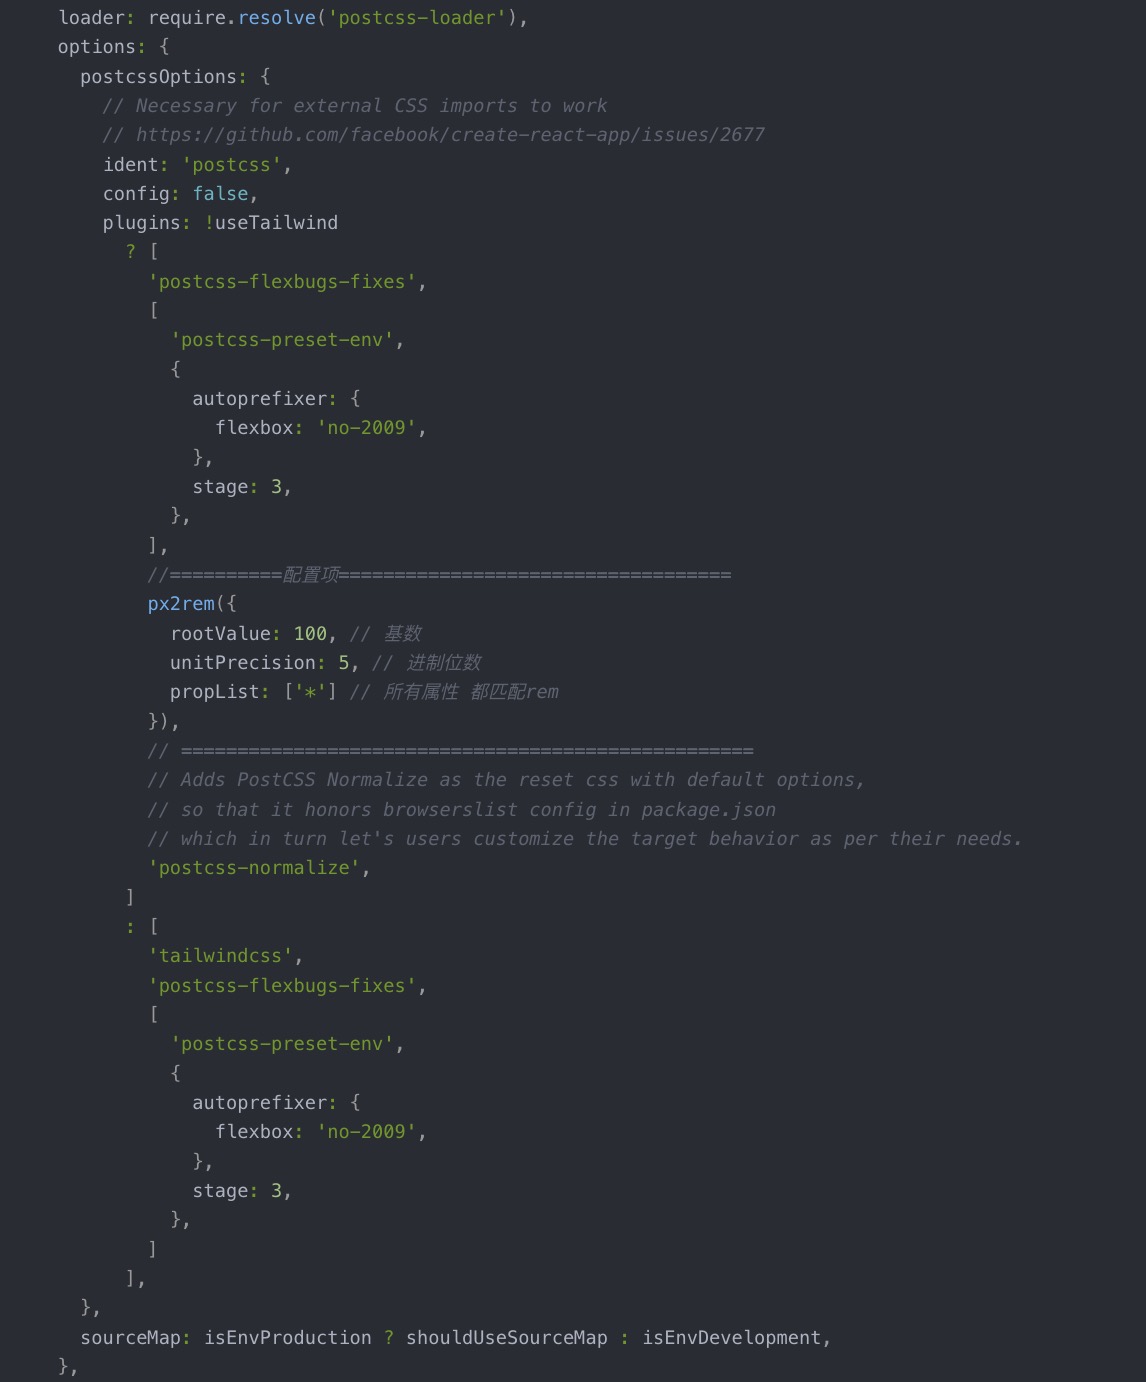 loader: require.resolve('postcss-loader'),
options: {
postcssOptions: {
// Necessary for external CSS imports to work
// https://github.com/facebook/create-react-app/issues/2677
ident: 'postcss',
config: false,
plugins: !useTailwind
? [
'postcss-flexbugs-fixes',
[
'postcss-preset-env',
{
autoprefixer: {
flexbox: 'no-2009',
},
stage: 3,
},
],
//==========配置项===================================
px2rem({
rootValue: 100, // 基数
unitPrecision: 5, // 进制位数
propList: ['*'] // 所有属性 都匹配rem
}),
// ===================================================
// Adds PostCSS Normalize as the reset css with default options,
// so that it honors browserslist config in package.json
// which in turn let's users customize the target behavior as per their needs.
'postcss-normalize',
]
: [
'tailwindcss',
'postcss-flexbugs-fixes',
[
'postcss-preset-env',
{
autoprefixer: {
flexbox: 'no-2009',
},
stage: 3,
},
]
],
},
sourceMap: isEnvProduction ? shouldUseSourceMap : isEnvDevelopment,
},